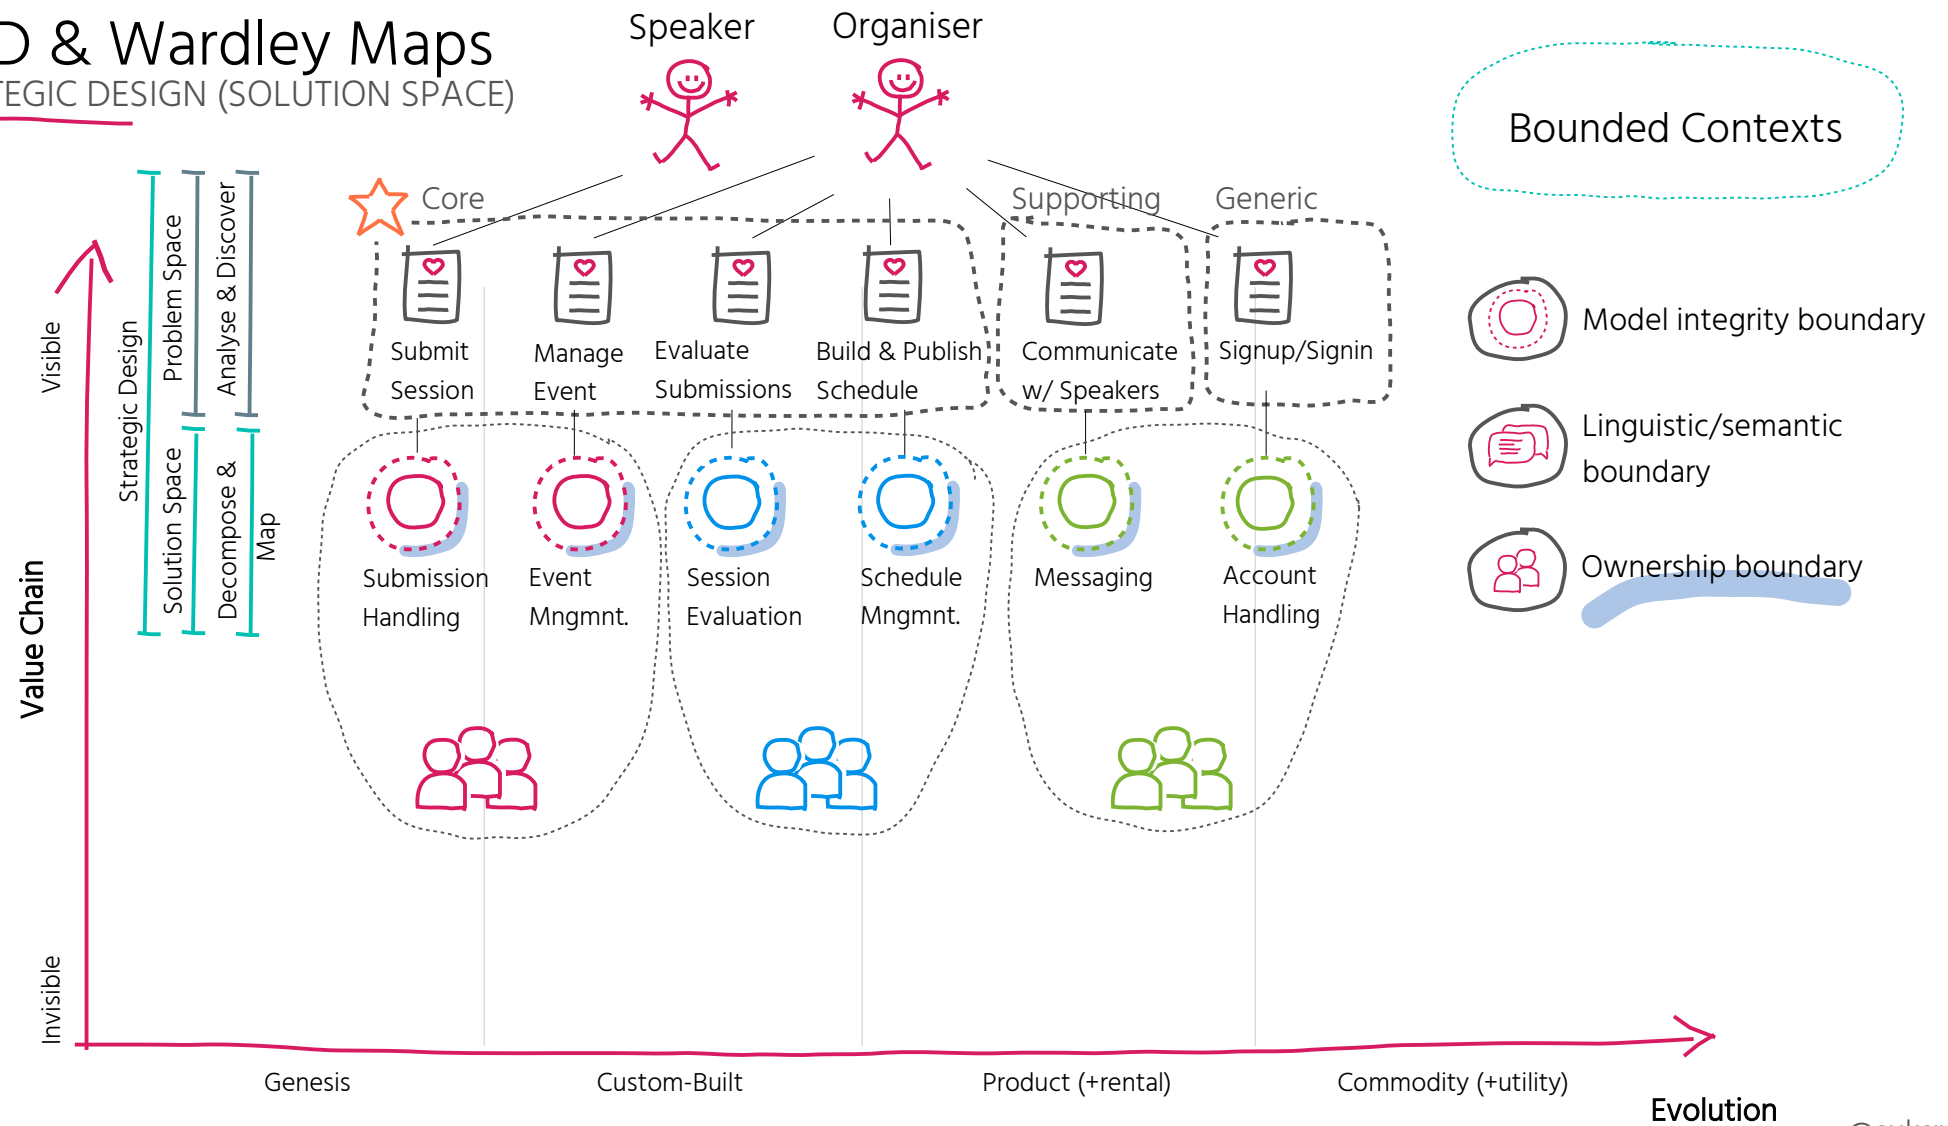 D & Wardley Maps
TEGIC DESIGN (SOLUTION SPACE)
Speaker
Organiser
Bounded Contexts
Core
Supporting
Generic
Submit
Session
Manage
Event
Evaluate
Submissions
Build & Publish
Schedule
Communicate
w/ Speakers
Signup/Signin
Strategic Design
Problem Space
Analyse & Discover
Solution Space
Decompose &
Map
Visible
Value Chain
Invisible
Submission
Handling
Event
Mngmnt.
Session
Evaluation
Schedule
Mngmnt.
Messaging
Account
Handling
Model integrity boundary
Linguistic/semantic
boundary
Ownership boundary
Genesis
Custom-Built
Product (+rental)
Commodity (+utility)
Evolution